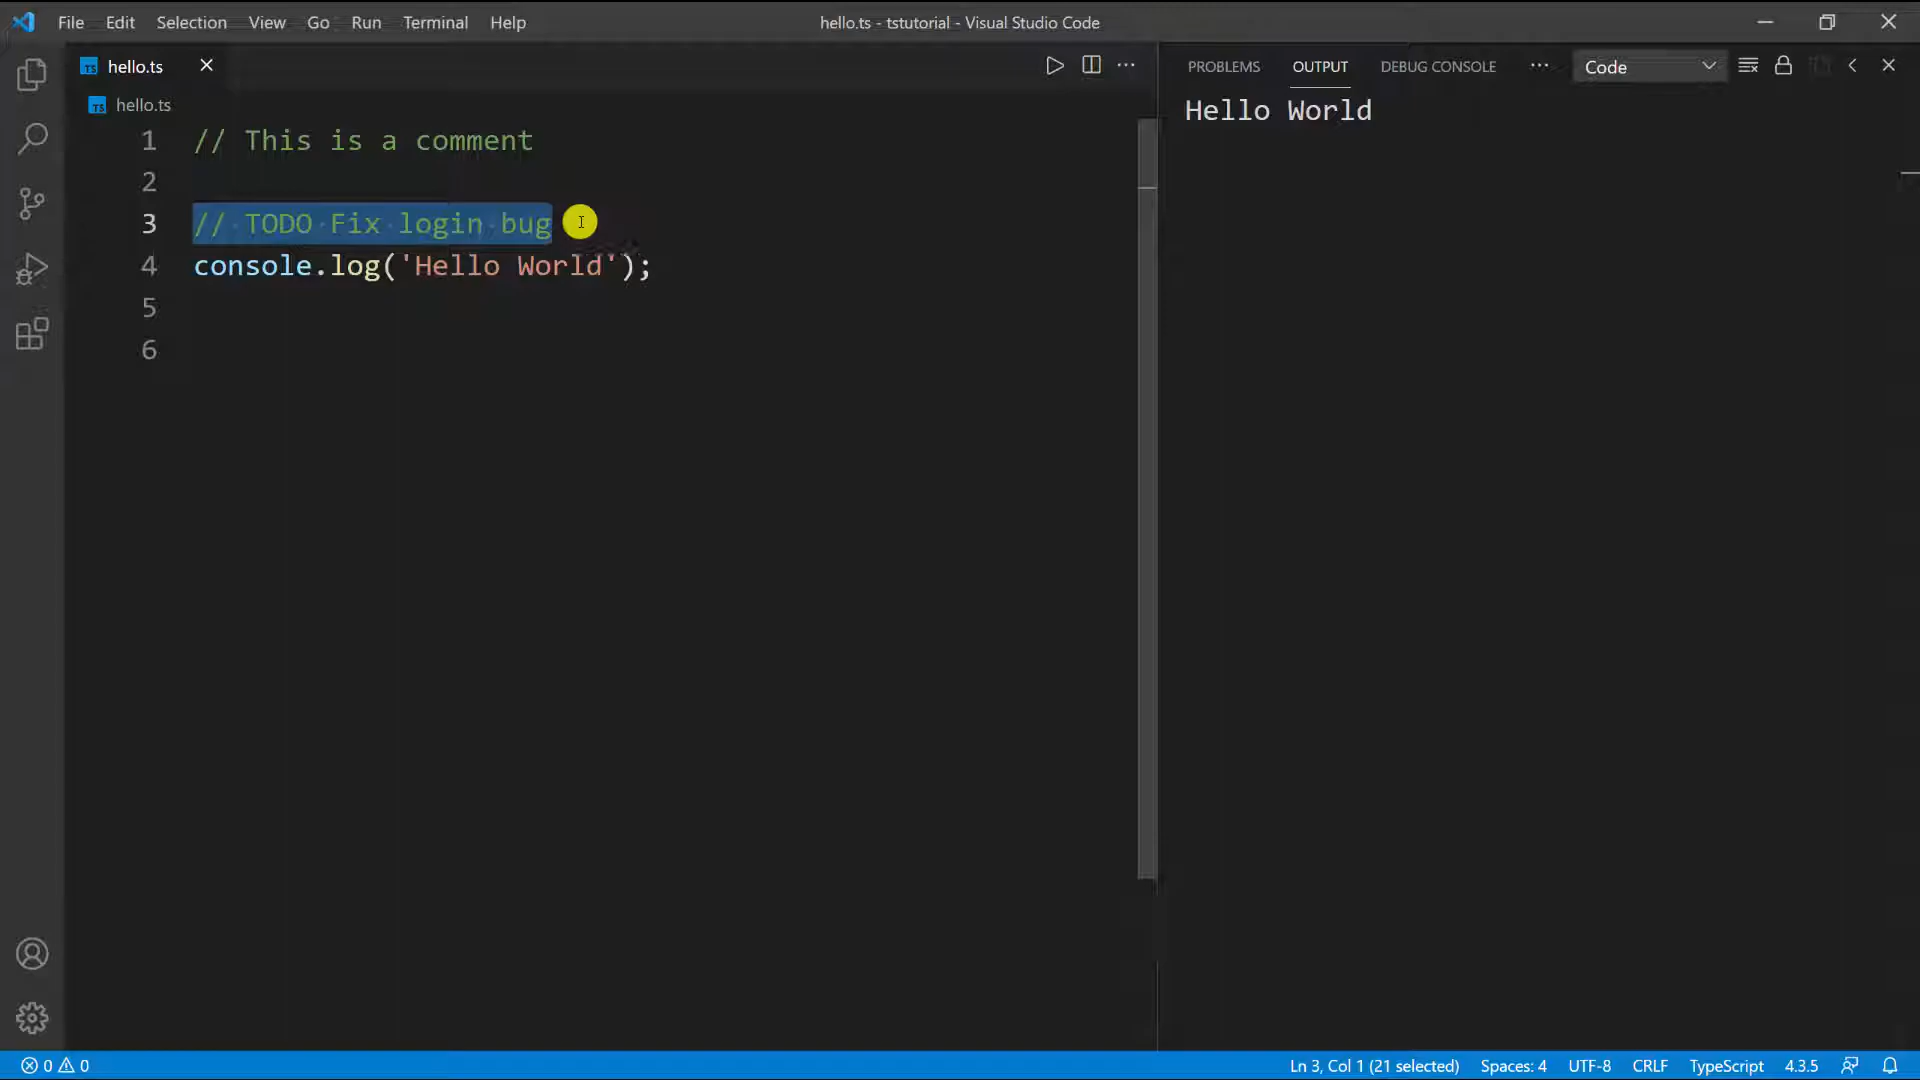 File Edit Selection View Go Run Terminal Help
hello.ts - tstutorial - Visual Studio Code
TS hello.ts
TS hello.ts
1 // This is a comment
2
3 // TODO Fix login bug
4 console.log('Hello World');
5
6
PROBLEMS OUTPUT DEBUG CONSOLE ··· Code
Hello World
0 0
Ln 3, Col 1 (21 selected) Spaces: 4 UTF-8 CRLF TypeScript 4.3.5